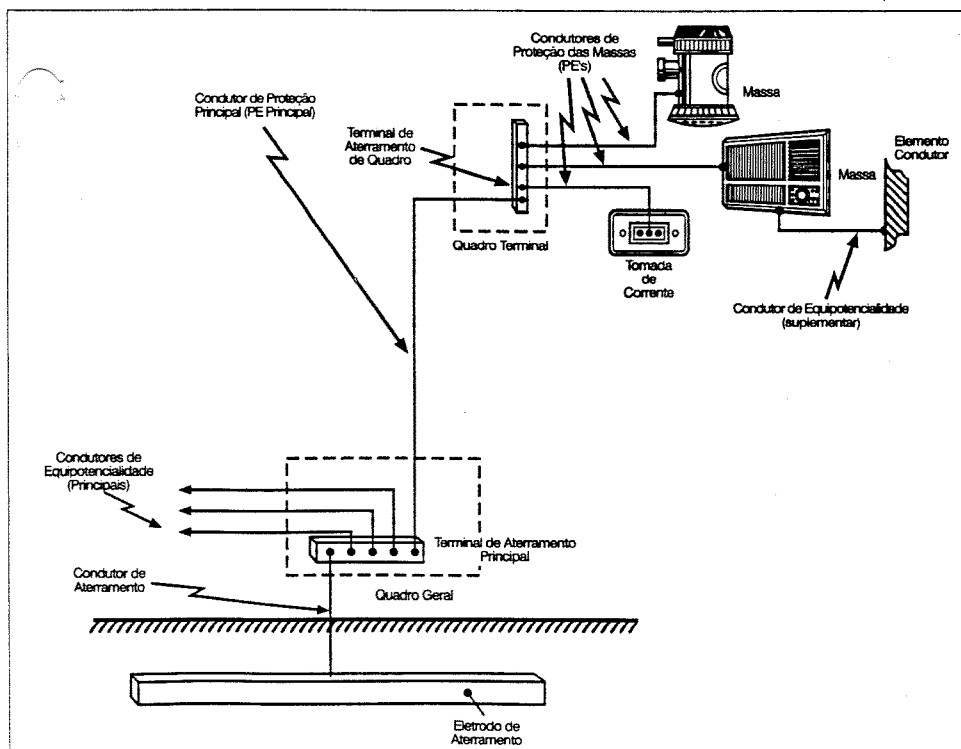 Condutores de
Proteção das Massas
(PE's)
Condutor de Proteção
Principal (PE Principal)
Massa
Terminal de
Aterramento
de Quadro
Elemento
Condutor
Massa
Quadro Terminal
Tomada
de
Corrente
Condutor de Equipotencialidade
(suplementar)
Condutores de
Equipotencialidade
(Principais)
Terminal de Aterramento
Principal
Condutor de
Aterramento
Quadro Geral
Eletrodo de
Aterramento